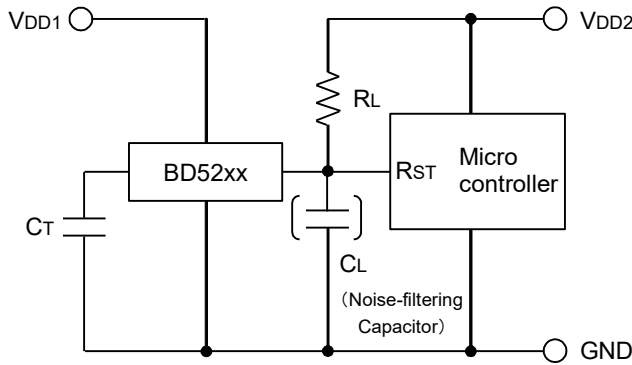 VDD1
VDD2
RL
BD52xx
RST
Micro
controller
CT
CL
（Noise-filtering
Capacitor）
GND